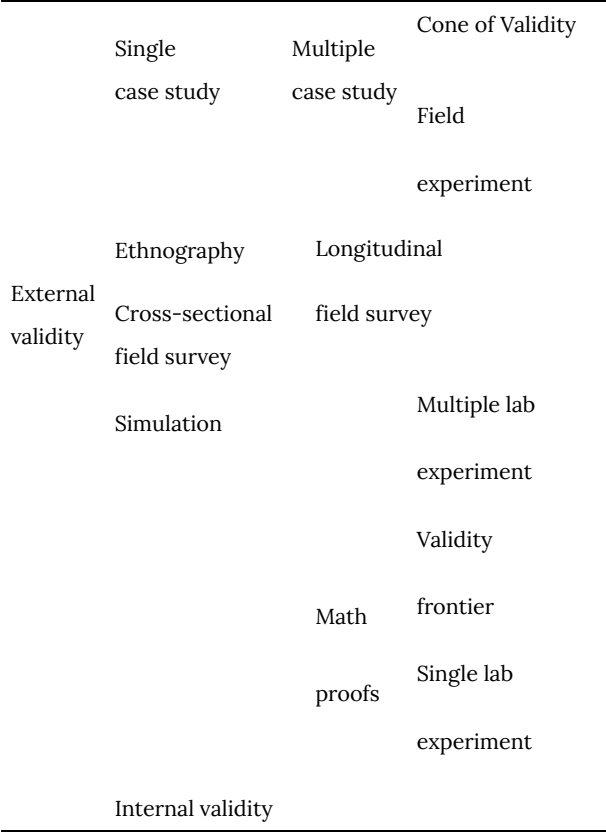 Cone of Validity
Single Multiple
case study case study
Field
experiment
Ethnography Longitudinal
External
validity
Cross-sectional field survey
field survey
Simulation
Multiple lab
experiment
Validity
frontier
Math
proofs
Single lab
experiment
Internal validity